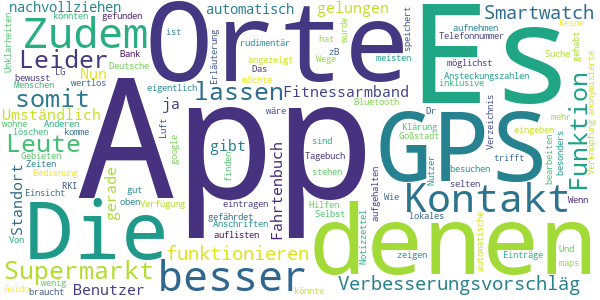 nachvollziehen
konnten
gefunden
automatisch
gelungen
Smartwatch
Orte
Es
Zudem
ist
rudimentär
hat
wurde
Wege
zB
meisten
speichert
Erläuterung
aufnehmen
Telefonnummer
Keine
Unklarheiten
Leider
Bank
Deutsche
angezeigt
Das
möchte
möglichst
Suche
gehabt
Nun
Menschen
LG
bewusst
wertlos
eigentlich
lassen
Fitnessarmband
Ansteckungszahlen
inklusive
Funktion
anonymisierte
Verknüpfung
somit
App
GPS
Umständlich
ja
wäre
Bluetooth
Dr
mehr
Leute
Anderen
wohne
komme
löschen
Luft
gibt
Tagebuch
sind
Klärung
Goßstadt
Verzeichnis
eingeben
Gebieten
Zeiten
gerade
google
finden
stehen
Fahrtenbuch
Nutzer
trifft
bearbeiten
besonders
Wenn
Kontakt
Standort
RKI
Einsicht
Die
gut
oben
Bedienung
Verfügung
eintragen
Hilfen
Selbst
gefährdet
Anschriften
auflisten
Notizzettel
aufgehalten
Wie
besuchen
selten
lokales
denen
automatische
Einträge
Von
funktionieren
zeigen
Und
maps
Supermarkt
besser
Verbesserungsvorschläg
Guido
wenig
braucht
Benutzer
könnte